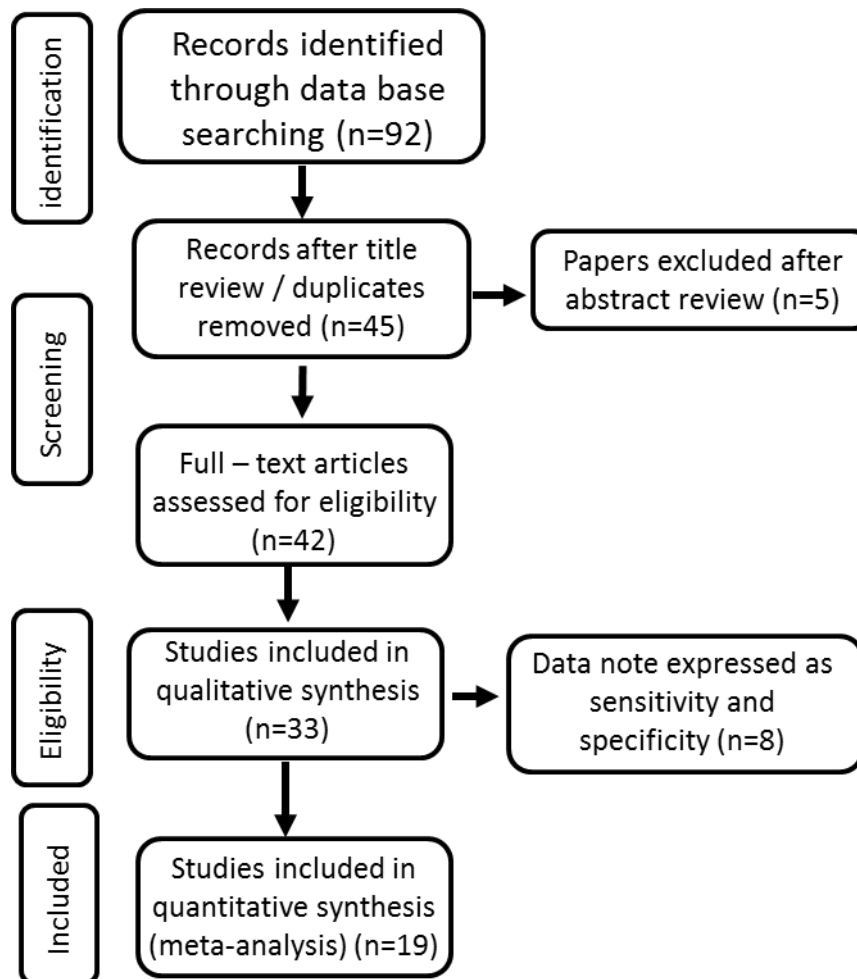 identification
Records identified
through data base
searching (n=92)
Records after title
review / duplicates
removed (n=45)
Papers excluded after
abstract review (n=5)
Screening
Full – text articles
assessed for eligibility
(n=42)
Eligibility
Studies included in
qualitative synthesis
(n=33)
Data note expressed as
sensitivity and
specificity (n=8)
Included
Studies included in
quantitative synthesis
(meta-analysis) (n=19)